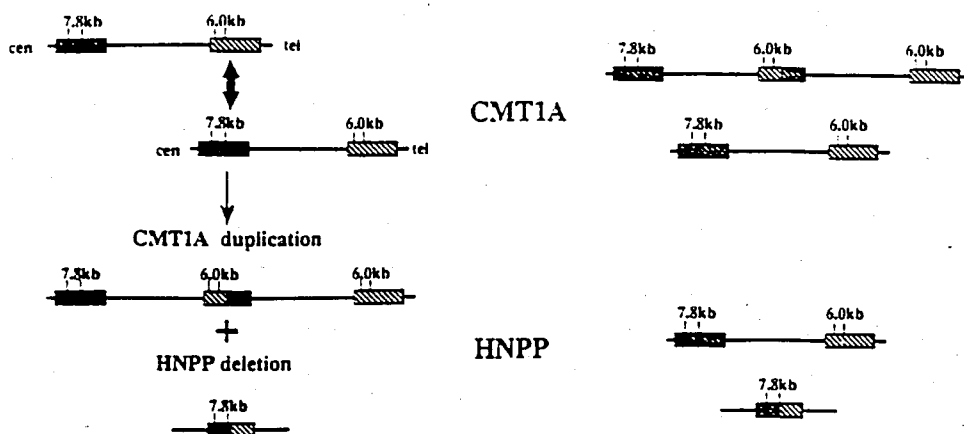 7.8kb 6.0kb
cen tel
7.8kb 6.0kb
cen tel
CMT1A duplication
7.8kb 6.0kb 6.0kb
+
HNPP deletion
7.8kb
CMT1A
7.8kb 6.0kb 6.0kb
7.8kb 6.0kb
HNPP
7.8kb 6.0kb
7.8kb